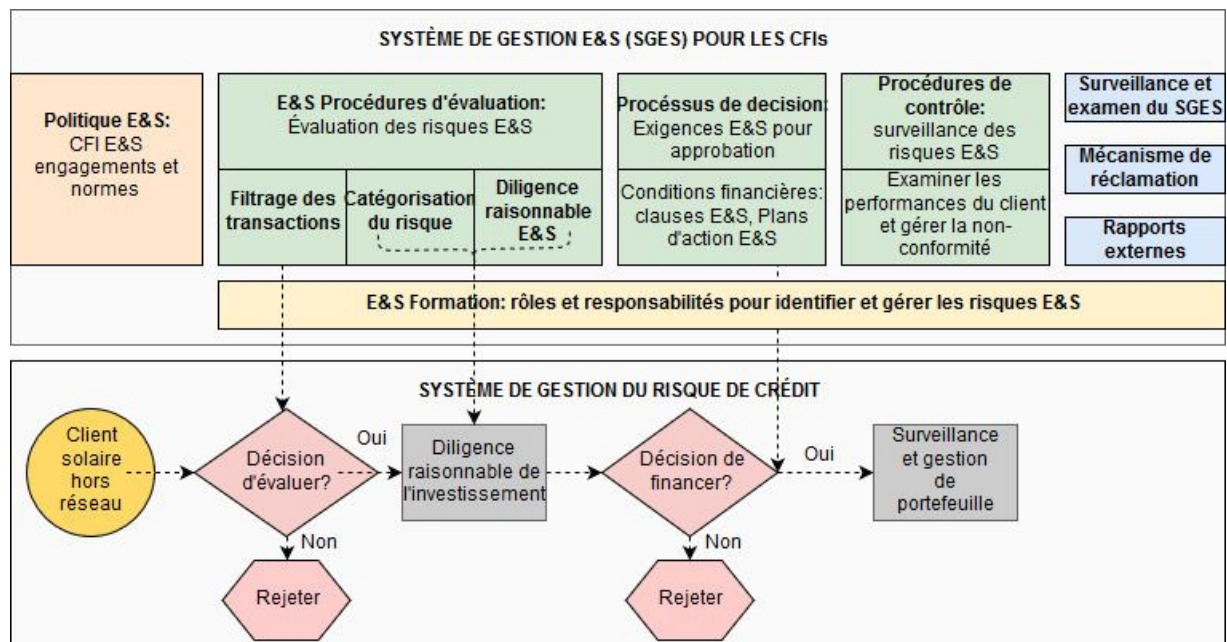 SYSTÈME DE GESTION E&S (SGES) POUR LES CFIs
Politique E&S:
CFI E&S
engagements et
normes
E&S Procédures d'évaluation:
Évaluation des risques E&S
Filtrage des
transactions
Catégorisation
du risque
Diligence
raisonnable
E&S
Procéssus de decision:
Exigences E&S pour
approbation
Conditions financières:
clauses E&S, Plans
d'action E&S
Procédures de
contrôle:
surveillance des
risques E&S
Examiner les
performances du client
et gérer la non-
conformité
Surveillance et
examen du SGES
Mécanisme de
réclamation
Rapports
externes
E&S Formation: rôles et responsabilités pour identifier et gérer les risques E&S
SYSTÈME DE GESTION DU RISQUE DE CRÉDIT
Client
solaire
hors
réseau
Décision
d'évaluer?
Oui
Non
Rejeter
Diligence
raisonnable de
l'investissement
Décision de
financer?
Oui
Non
Rejeter
Surveillance
et gestion
de
portefeuille